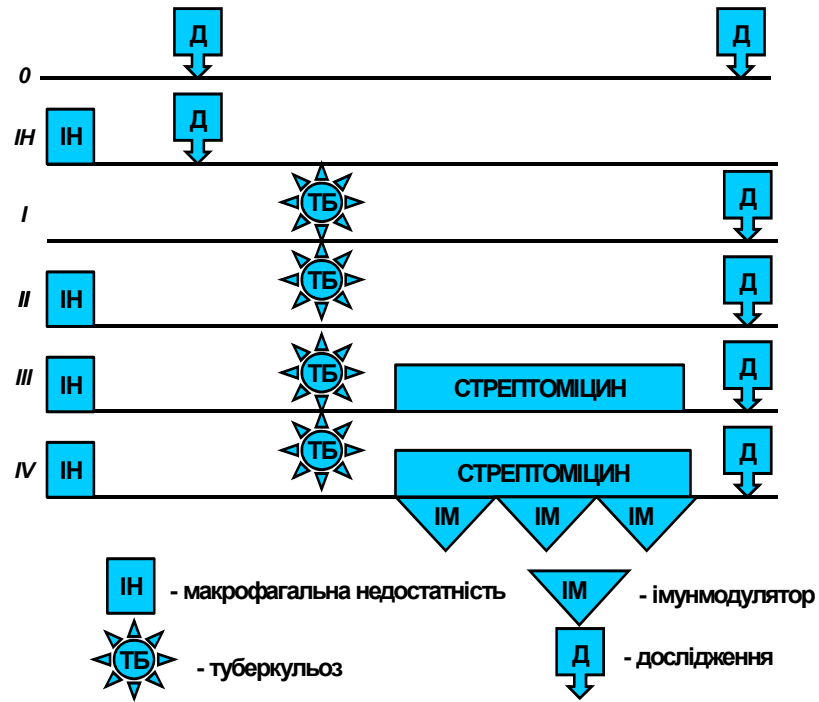 Д Д
0
Д
ІН ІН
ТБ
І Д
ТБ
ІІ ІН Д
ІІІ ІН ТБ СТРЕПТОМІЦИН Д
ТБ
IV ІН СТРЕПТОМІЦИН Д
ІМ ІМ ІМ
ІН - макрофагальна недостатність ІМ - імунмодулятор
ТБ - туберкульоз Д - дослідження